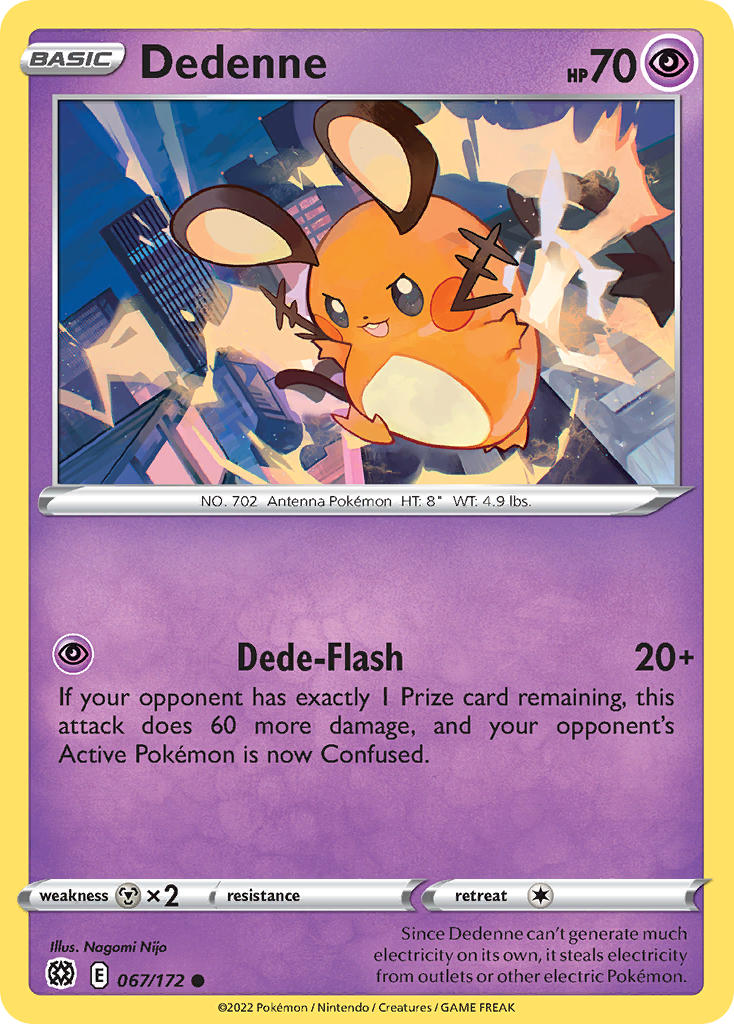 BASIC
Dedenne
HP 70
NO. 702 Antenna Pokémon HT: 8" WT: 4.9 lbs.
Dede-Flash 20+
If your opponent has exactly 1 Prize card remaining, this
attack does 60 more damage, and your opponent's
Active Pokémon is now Confused.
weakness ×2 resistance retreat
Illus. Nagomi Nijo
Since Dedenne can't generate much
electricity on its own, it steals electricity
from outlets or other electric Pokémon.
E 067/172
©2022 Pokémon / Nintendo / Creatures / GAME FREAK